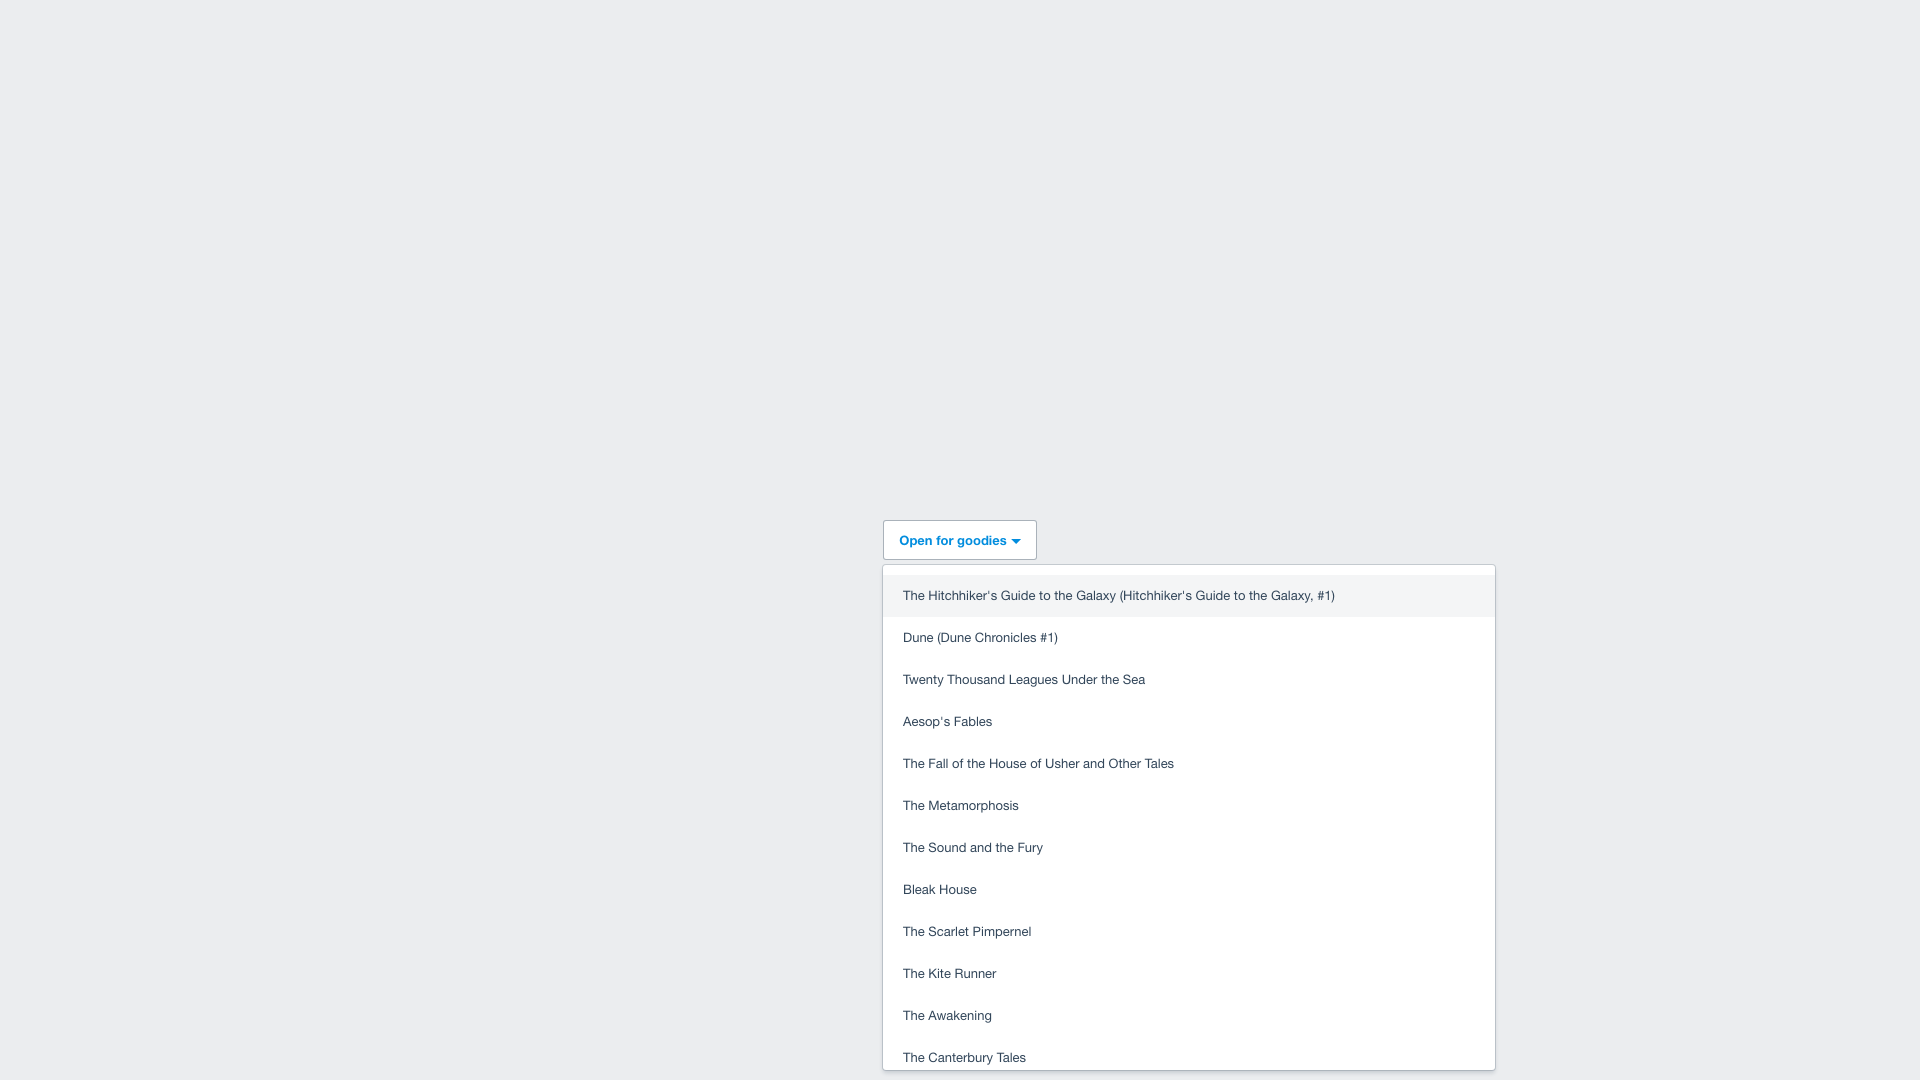 Open for goodies
The Hitchhiker's Guide to the Galaxy (Hitchhiker's Guide to the Galaxy, #1)
Dune (Dune Chronicles #1)
Twenty Thousand Leagues Under the Sea
Aesop's Fables
The Fall of the House of Usher and Other Tales
The Metamorphosis
The Sound and the Fury
Bleak House
The Scarlet Pimpernel
The Kite Runner
The Awakening
The Canterbury Tales